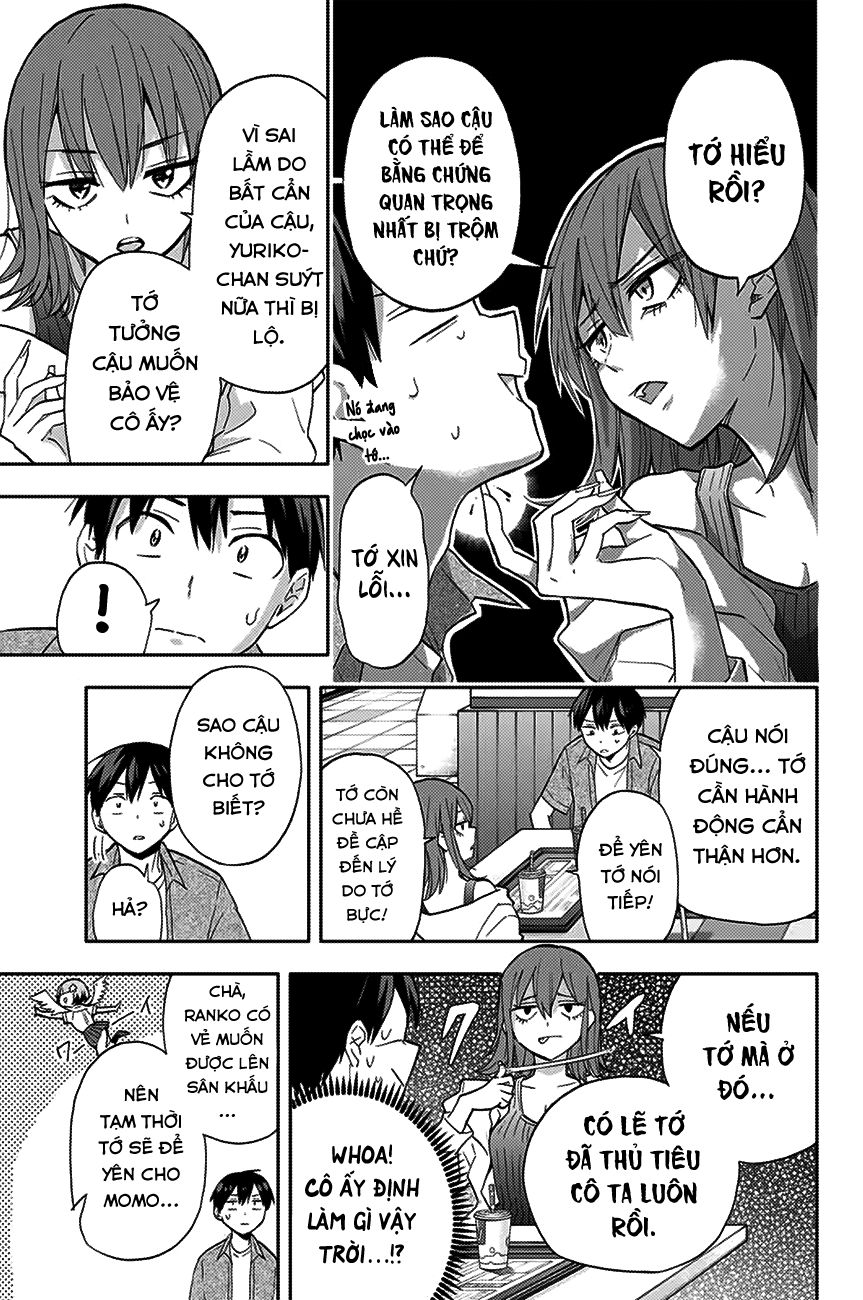 TỚ HIỂU
RỒI?
LÀM SAO CẬU
CÓ THỂ ĐỂ
BẰNG CHỨNG
QUAN TRỌNG
NHẤT BỊ TRỘM
CHỨ?
Nó đang
chọc vào
tớ...
TỚ XIN
LỖI...
VÌ SAI
LẦM DO
BẤT CẨN
CỦA CẬU,
YURIKO-
CHAN SUÝT
NỮA THÌ BỊ
LỘ.
TỚ
TƯỞNG
CẬU MUỐN
BẢO VỆ
CÔ ẤY?
!
CẬU NÓI
ĐÚNG... TỚ
CẦN HÀNH
ĐỘNG CẨN
THẬN HƠN.
ĐỂ YÊN
TỚ NÓI
TIẾP!
TỚ CÒN
CHƯA HỀ
ĐỀ CẬP
ĐẾN LÝ
DO TỚ
BỰC!
SAO CẬU
KHÔNG
CHO TỚ
BIẾT?
HẢ?
NẾU
TỚ MÀ Ở
ĐÓ...
CÓ LẼ TỚ
ĐÃ THỦ TIÊU
CÔ TA LUÔN
RỒI.
グイ
WHOA!
CÔ ẤY ĐỊNH
LÀM GÌ VẬY
TRỜI...!?
CHÀ,
RANKO CÓ
VẺ MUỐN
ĐƯỢC LÊN
SÂN KHẤU
...
NÊN
TẠM THỜI
TỚ SẼ ĐỂ
YÊN CHO
MOMO...